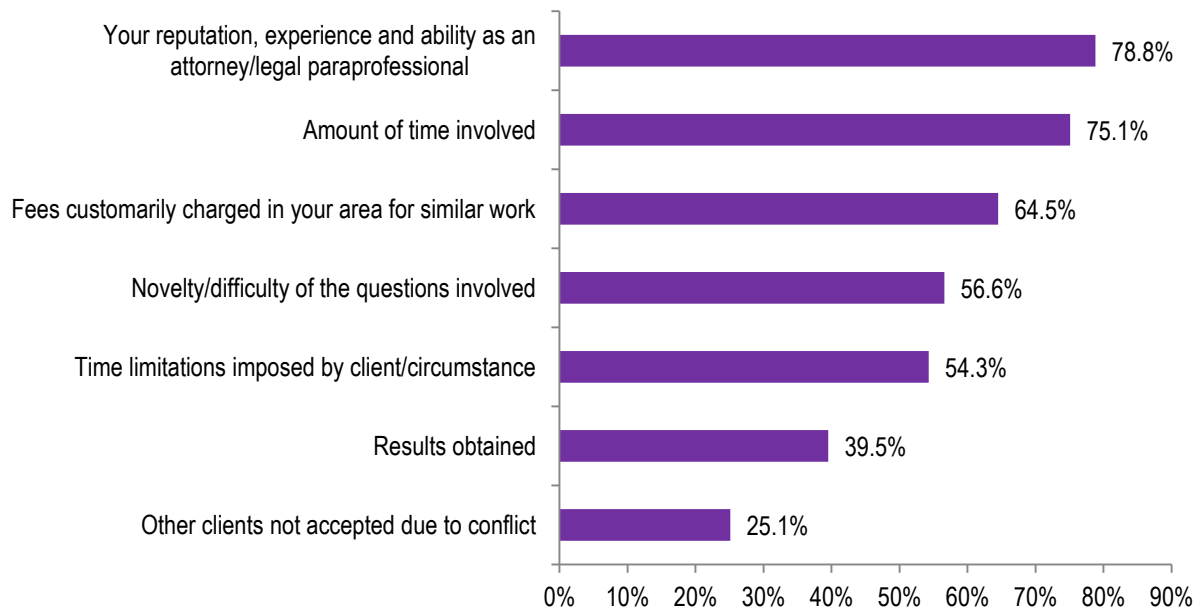 Your reputation, experience and ability as an
attorney/legal paraprofessional
78.8%
Amount of time involved
75.1%
Fees customarily charged in your area for similar work
64.5%
Novelty/difficulty of the questions involved
56.6%
Time limitations imposed by client/circumstance
54.3%
Results obtained
39.5%
Other clients not accepted due to conflict
25.1%
0% 10% 20% 30% 40% 50% 60% 70% 80% 90%